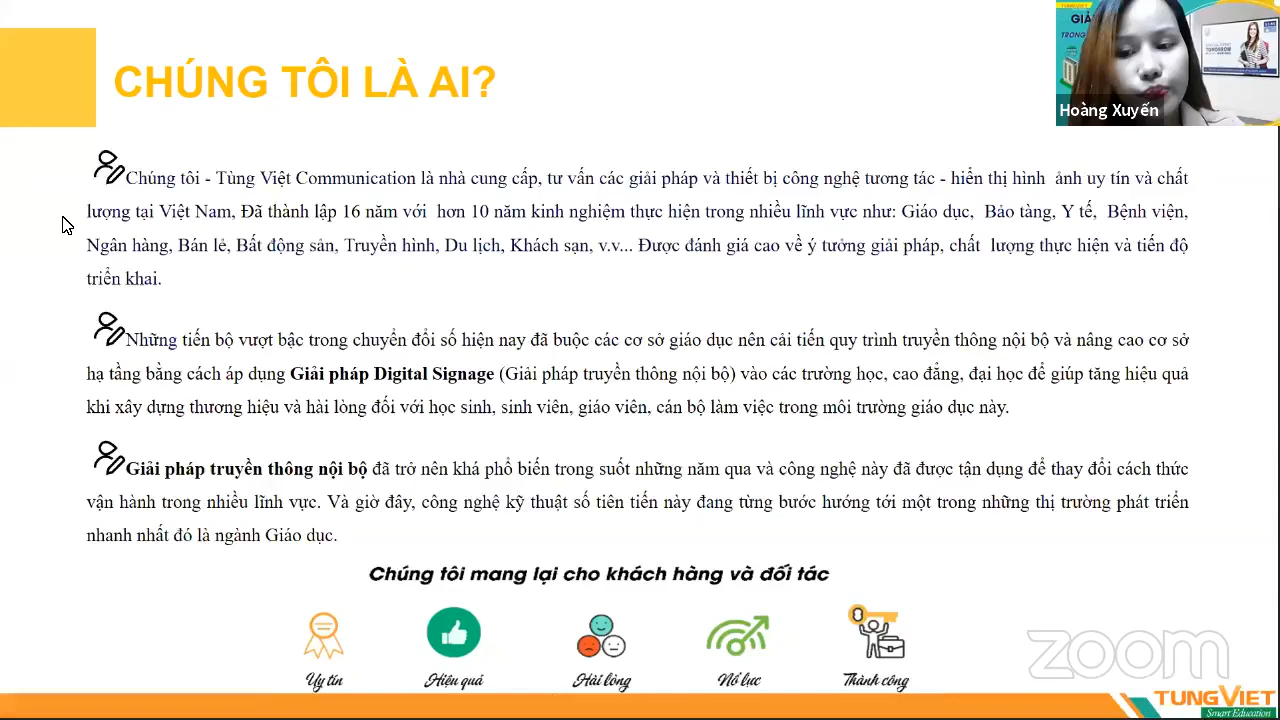 CHÚNG TÔI LÀ AI?
TUNGVIET
GIẢ
TRONG
TOMORROW
Hoàng Xuyến
Chúng tôi - Tùng Việt Communication là nhà cung cấp, tư vấn các giải pháp và thiết bị công nghệ tương tác - hiển thị hình ảnh uy tín và chất
lượng tại Việt Nam, Đã thành lập 16 năm với hơn 10 năm kinh nghiệm thực hiện trong nhiều lĩnh vực như: Giáo dục, Bảo tàng, Y tế, Bệnh viện,
Ngân hàng, Bán lẻ, Bất động sản, Truyền hình, Du lịch, Khách sạn, v.v... Được đánh giá cao về ý tưởng giải pháp, chất lượng thực hiện và tiến độ
triển khai.
Những tiến bộ vượt bậc trong chuyển đổi số hiện nay đã buộc các cơ sở giáo dục nên cải tiến quy trình truyền thông nội bộ và nâng cao cơ sở
hạ tầng bằng cách áp dụng Giải pháp Digital Signage (Giải pháp truyền thông nội bộ) vào các trường học, cao đẳng, đại học để giúp tăng hiệu quả
khi xây dựng thương hiệu và hài lòng đối với học sinh, sinh viên, giáo viên, cán bộ làm việc trong môi trường giáo dục này.
Giải pháp truyền thông nội bộ đã trở nên khá phổ biến trong suốt những năm qua và công nghệ này đã được tận dụng để thay đổi cách thức
vận hành trong nhiều lĩnh vực. Và giờ đây, công nghệ kỹ thuật số tiên tiến này đang từng bước hướng tới một trong những thị trường phát triển
nhanh nhất đó là ngành Giáo dục.
Chúng tôi mang lại cho khách hàng và đối tác
Uy tín
Hiệu quả
Hài lòng
Nỗ lực
Thành công
zoom
TUNGVIET
Smart Education